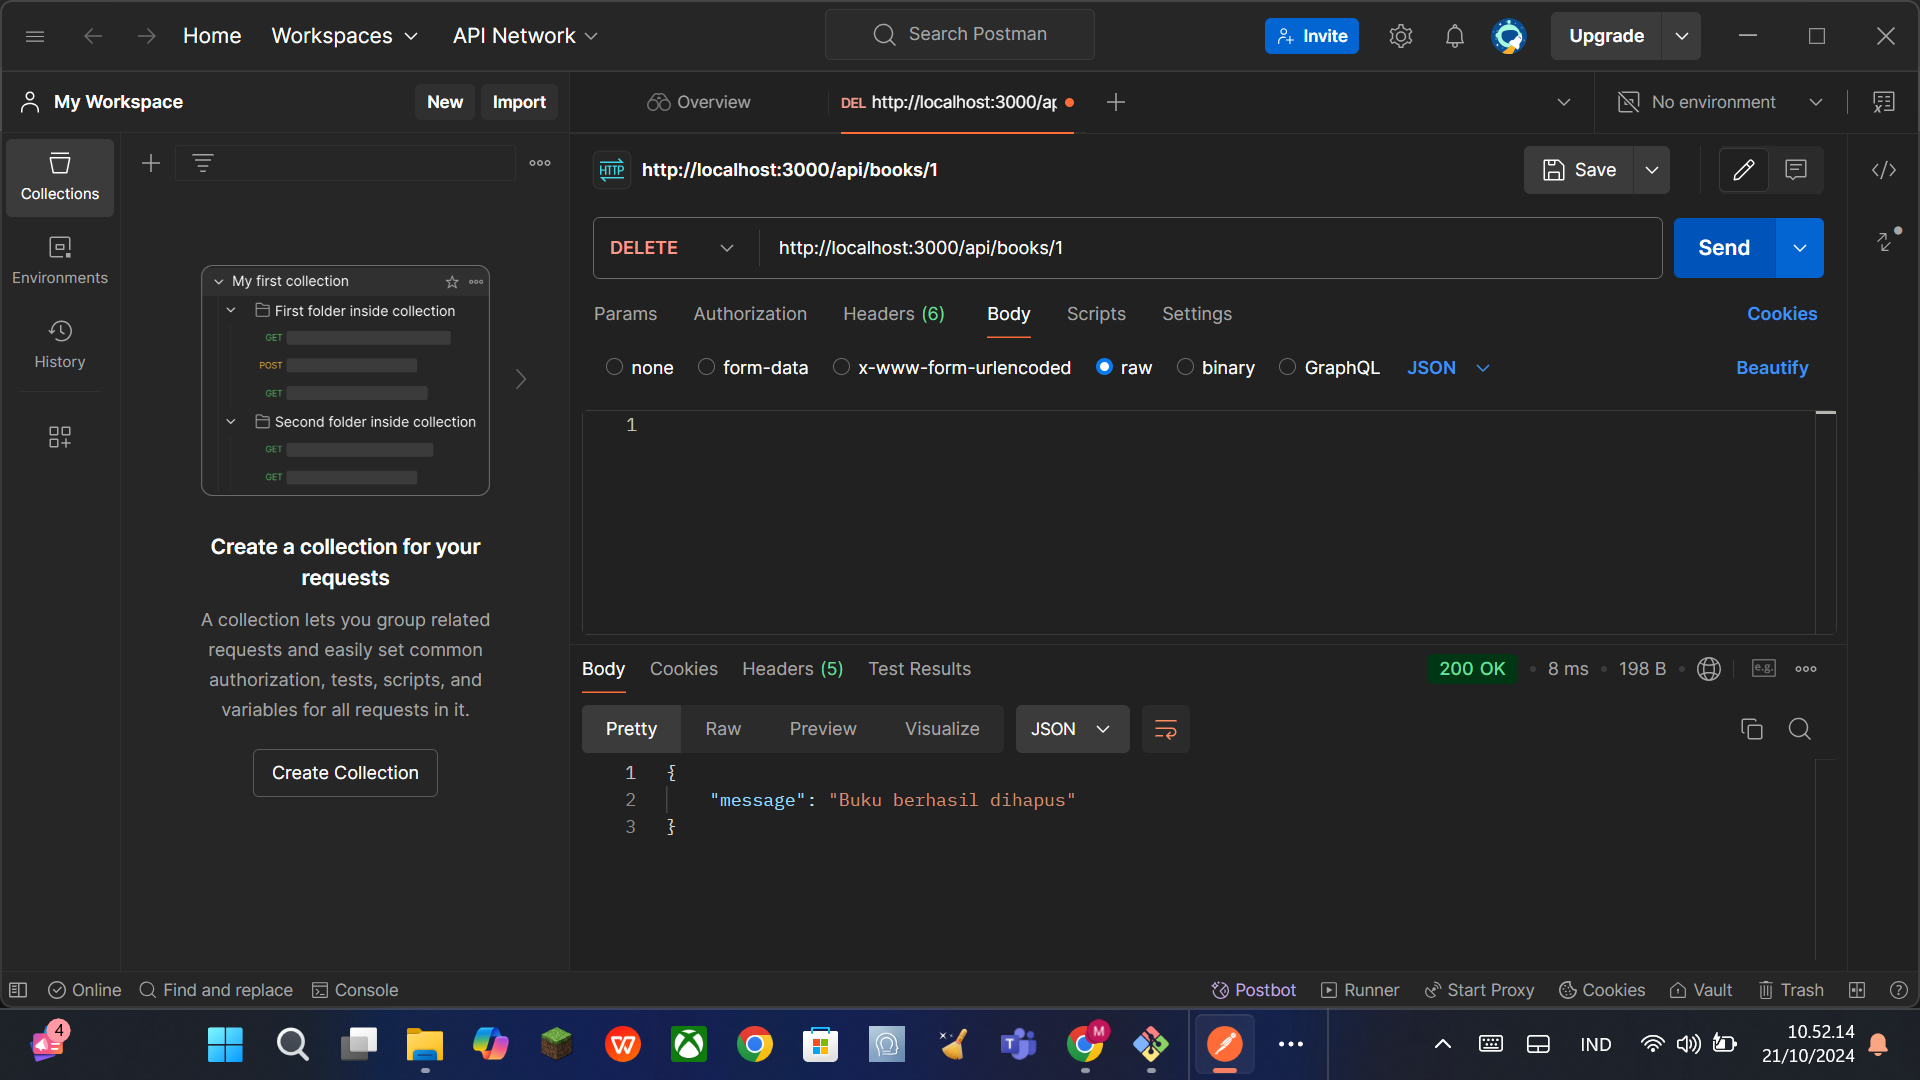 Home Workspaces API Network Search Postman Invite Upgrade
My Workspace New Import Overview DEL http://localhost:3000/ap No environment
Collections
Environments
History
My first collection
First folder inside collection
GET
POST
GET
Second folder inside collection
GET
GET
Create a collection for your
requests
A collection lets you group related
requests and easily set common
authorization, tests, scripts, and
variables for all requests in it.
Create Collection
HTTP http://localhost:3000/api/books/1 Save
DELETE http://localhost:3000/api/books/1 Send
Params Authorization Headers (6) Body Scripts Settings Cookies
none form-data x-www-form-urlencoded raw binary GraphQL JSON Beautify
1
Body Cookies Headers (5) Test Results 200 OK 8 ms 198 B e.g.
Pretty Raw Preview Visualize JSON
1 {
2 "message": "Buku berhasil dihapus"
3 }
Online Find and replace Console Postbot Runner Start Proxy Cookies Vault Trash
4 W T M IND 10.52.14
21/10/2024